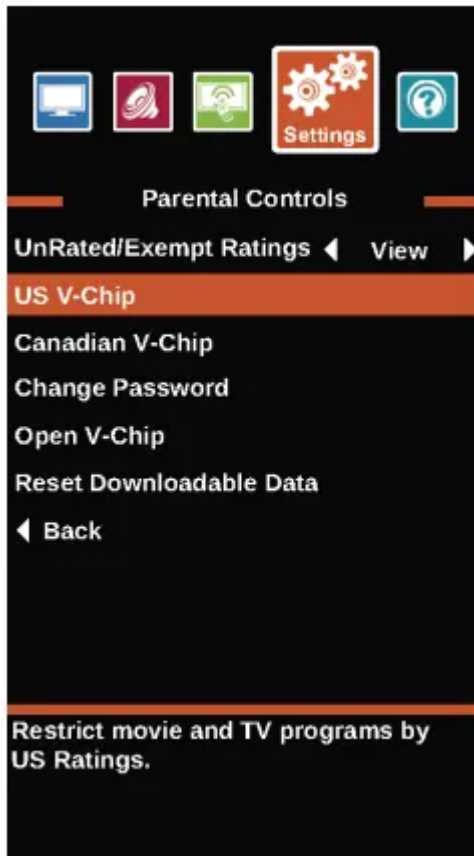 Settings
Parental Controls
UnRated/Exempt Ratings View
US V-Chip
Canadian V-Chip
Change Password
Open V-Chip
Reset Downloadable Data
Back
Restrict movie and TV programs by
US Ratings.